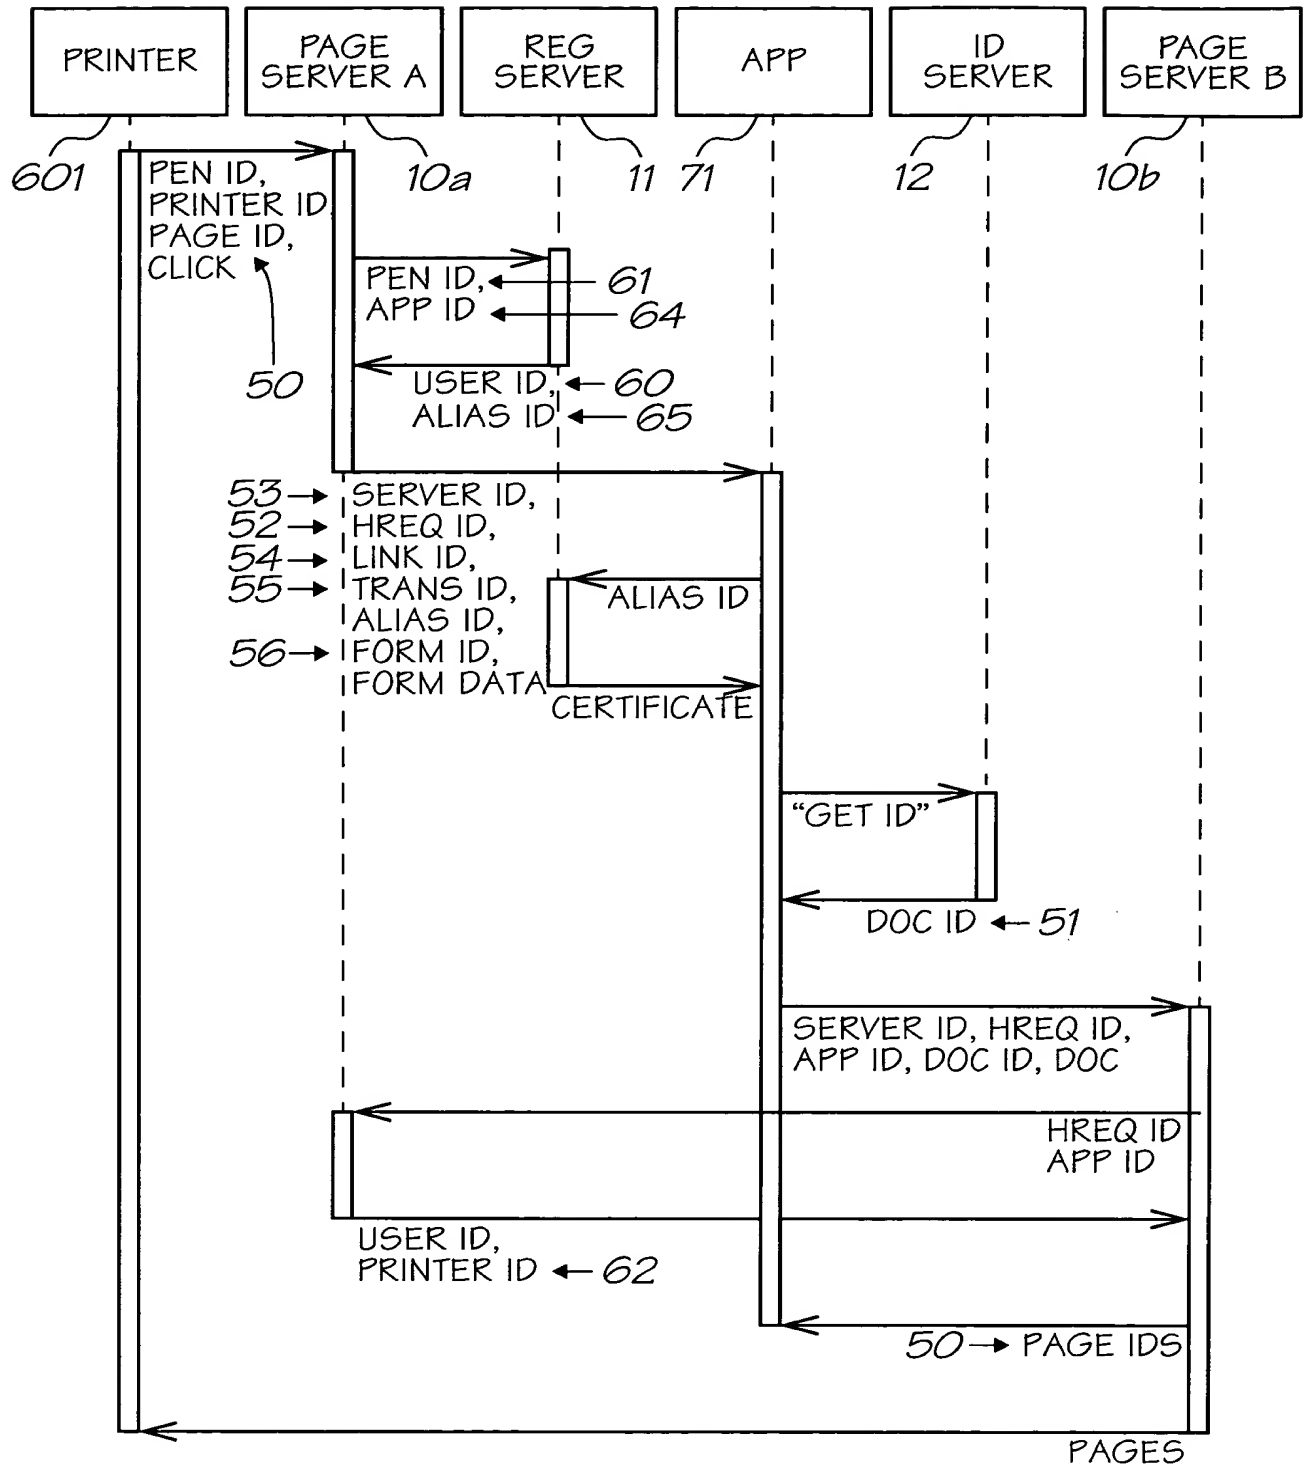 PRINTER
PAGE
SERVER A
REG
SERVER
APP
ID
SERVER
PAGE
SERVER B
601
10a
11
71
12
10b
PEN ID,
PRINTER ID
PAGE ID,
CLICK
50
PEN ID,
61
APP ID
64
USER ID,
60
ALIAS ID
65
53
SERVER ID,
52
HREQ ID,
54
LINK ID,
55
TRANS ID,
ALIAS ID,
56
FORM ID,
FORM DATA
ALIAS ID
CERTIFICATE
“GET ID”
DOC ID
51
SERVER ID, HREQ ID,
APP ID, DOC ID, DOC
HREQ ID
APP ID
USER ID,
PRINTER ID
62
50
PAGE IDS
PAGES